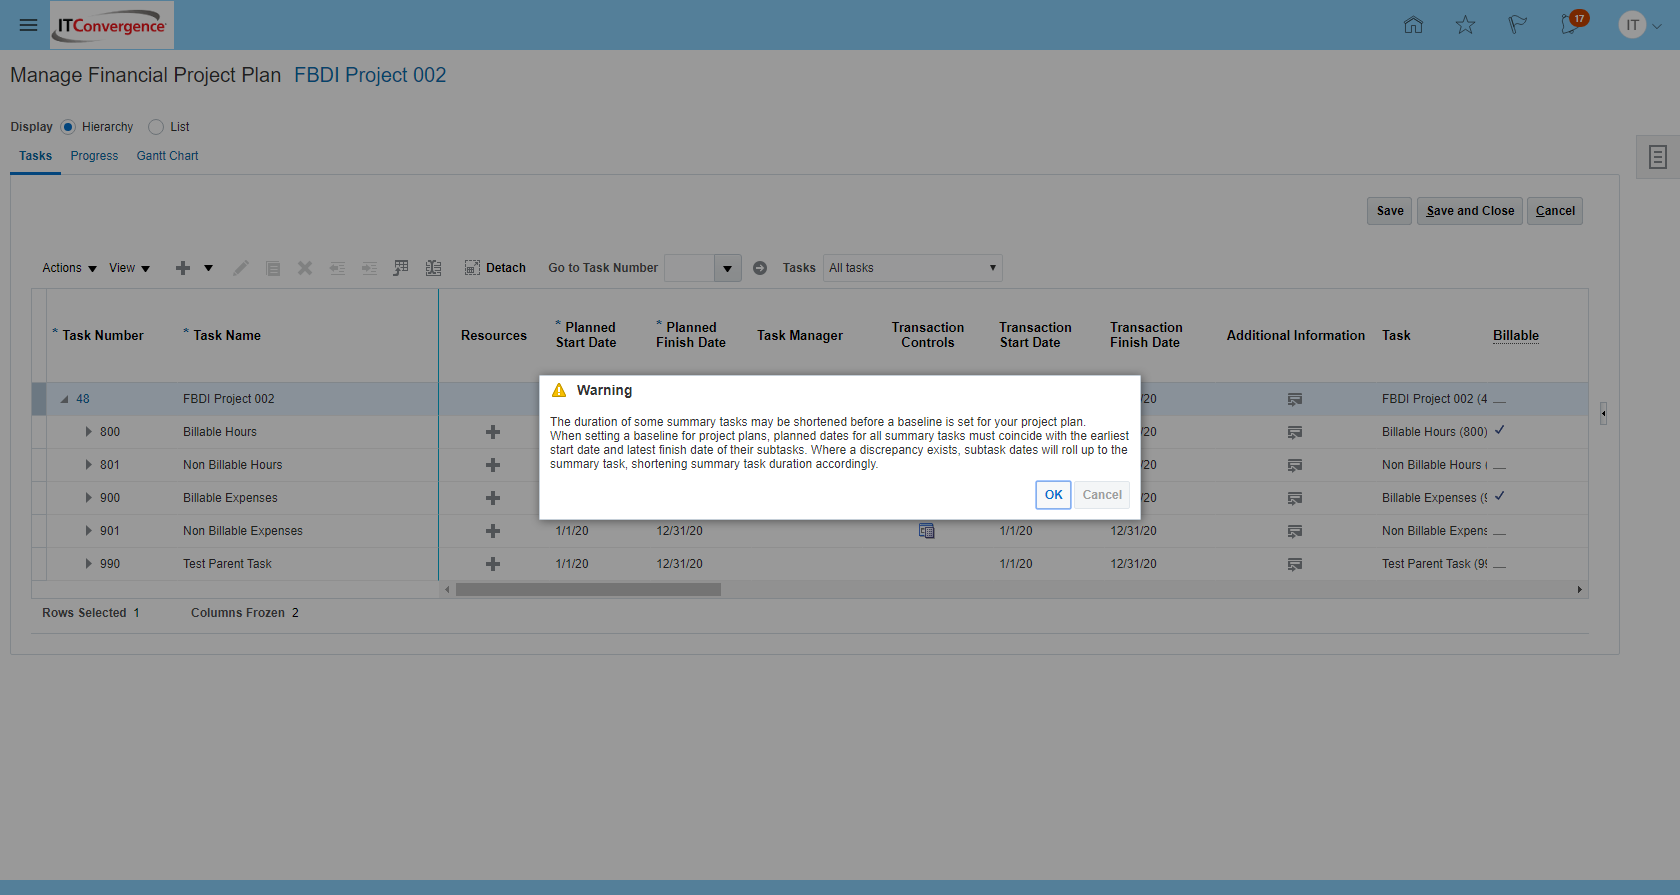 ITConvergence
17
IT
Manage Financial Project Plan FBDI Project 002
Display Hierarchy List
Tasks Progress Gantt Chart
Save Save and Close Cancel
Actions View Detach Go to Task Number Tasks All tasks
* Task Number * Task Name Resources * Planned Start Date * Planned Finish Date Task Manager Transaction Controls Transaction Start Date Transaction Finish Date Additional Information Task Billable
48 FBDI Project 002 /20 FBDI Project 002 (4
800 Billable Hours /20 Billable Hours (800)
801 Non Billable Hours /20 Non Billable Hours (
900 Billable Expenses /20 Billable Expenses (9
901 Non Billable Expenses 1/1/20 12/31/20 1/1/20 12/31/20 Non Billable Expens
990 Test Parent Task 1/1/20 12/31/20 1/1/20 12/31/20 Test Parent Task (99
Rows Selected 1 Columns Frozen 2
Warning
The duration of some summary tasks may be shortened before a baseline is set for your project plan.
When setting a baseline for project plans, planned dates for all summary tasks must coincide with the earliest
start date and latest finish date of their subtasks. Where a discrepancy exists, subtask dates will roll up to the
summary task, shortening summary task duration accordingly.
OK Cancel